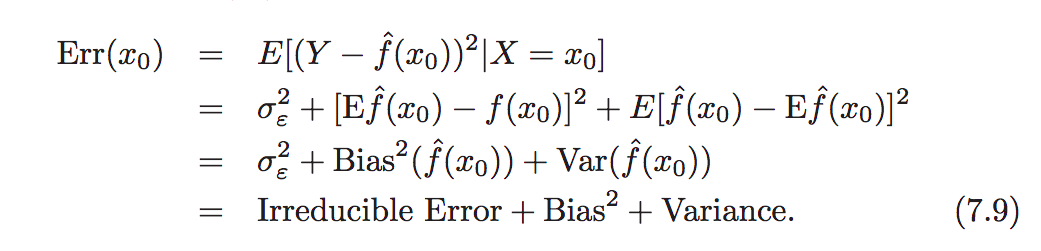 Err(x₀) = E[(Y − f̂(x₀))²|X = x₀]
= σ²_ε + [Ef̂(x₀) − f(x₀)]² + E[f̂(x₀) − Ef̂(x₀)]²
= σ²_ε + Bias²(f̂(x₀)) + Var(f̂(x₀))
= Irreducible Error + Bias² + Variance. (7.9)